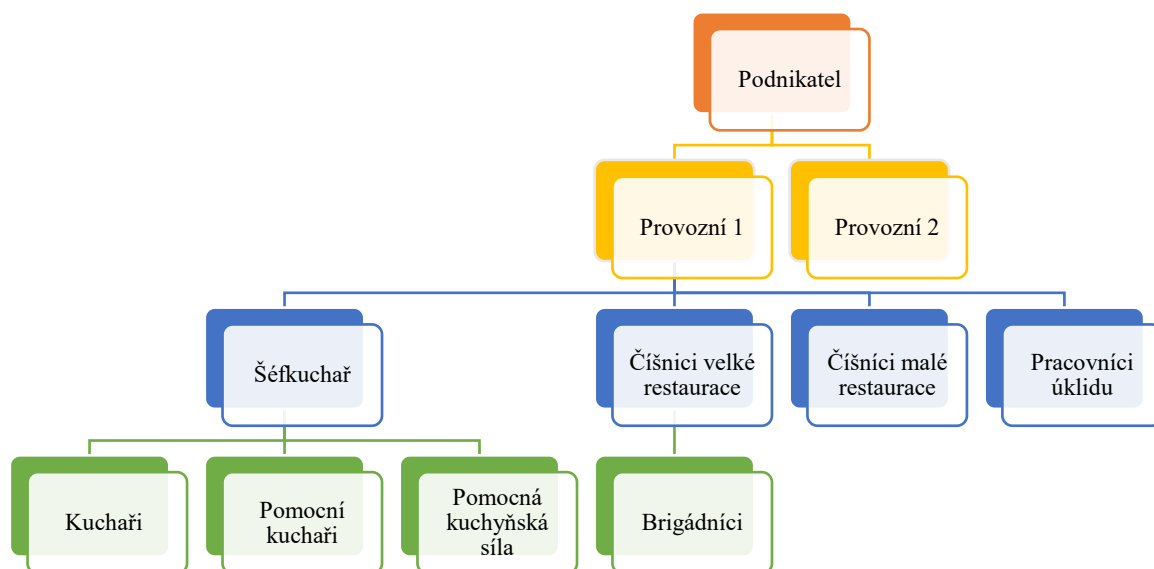 Podnikatel
Provozní 1
Provozní 2
Šéfkuchař
Číšnici velké
restaurace
Číšníci malé
restaurace
Pracovníci
úklidu
Kuchaři
Pomocní
kuchaři
Pomocná
kuchyňská
síla
Brigádníci